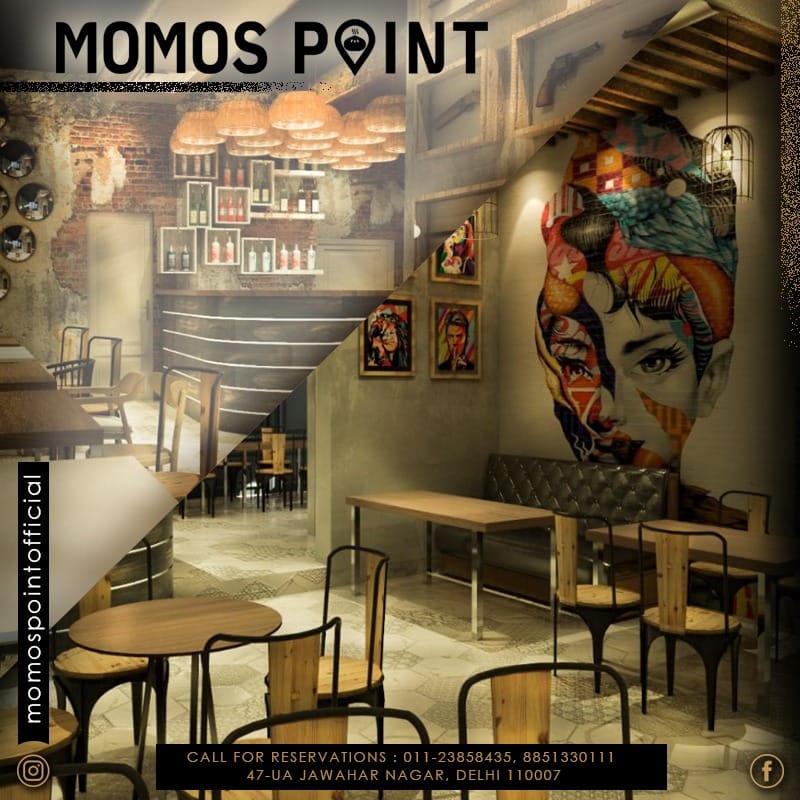 MOMOS POINT
momospointofficial
CALL FOR RESERVATIONS : 011-23858435, 8851330111
47-UA JAWAHAR NAGAR, DELHI 110007